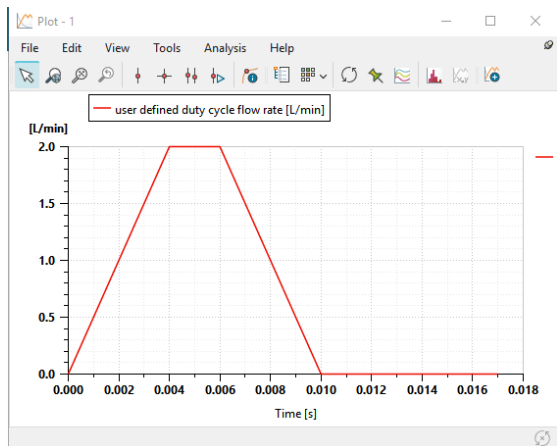 Plot - 1
File Edit View Tools Analysis Help
user defined duty cycle flow rate [L/min]
[L/min]
2.0
1.5
1.0
0.5
0.0
0.000 0.002 0.004 0.006 0.008 0.010 0.012 0.014 0.016 0.018
Time [s]